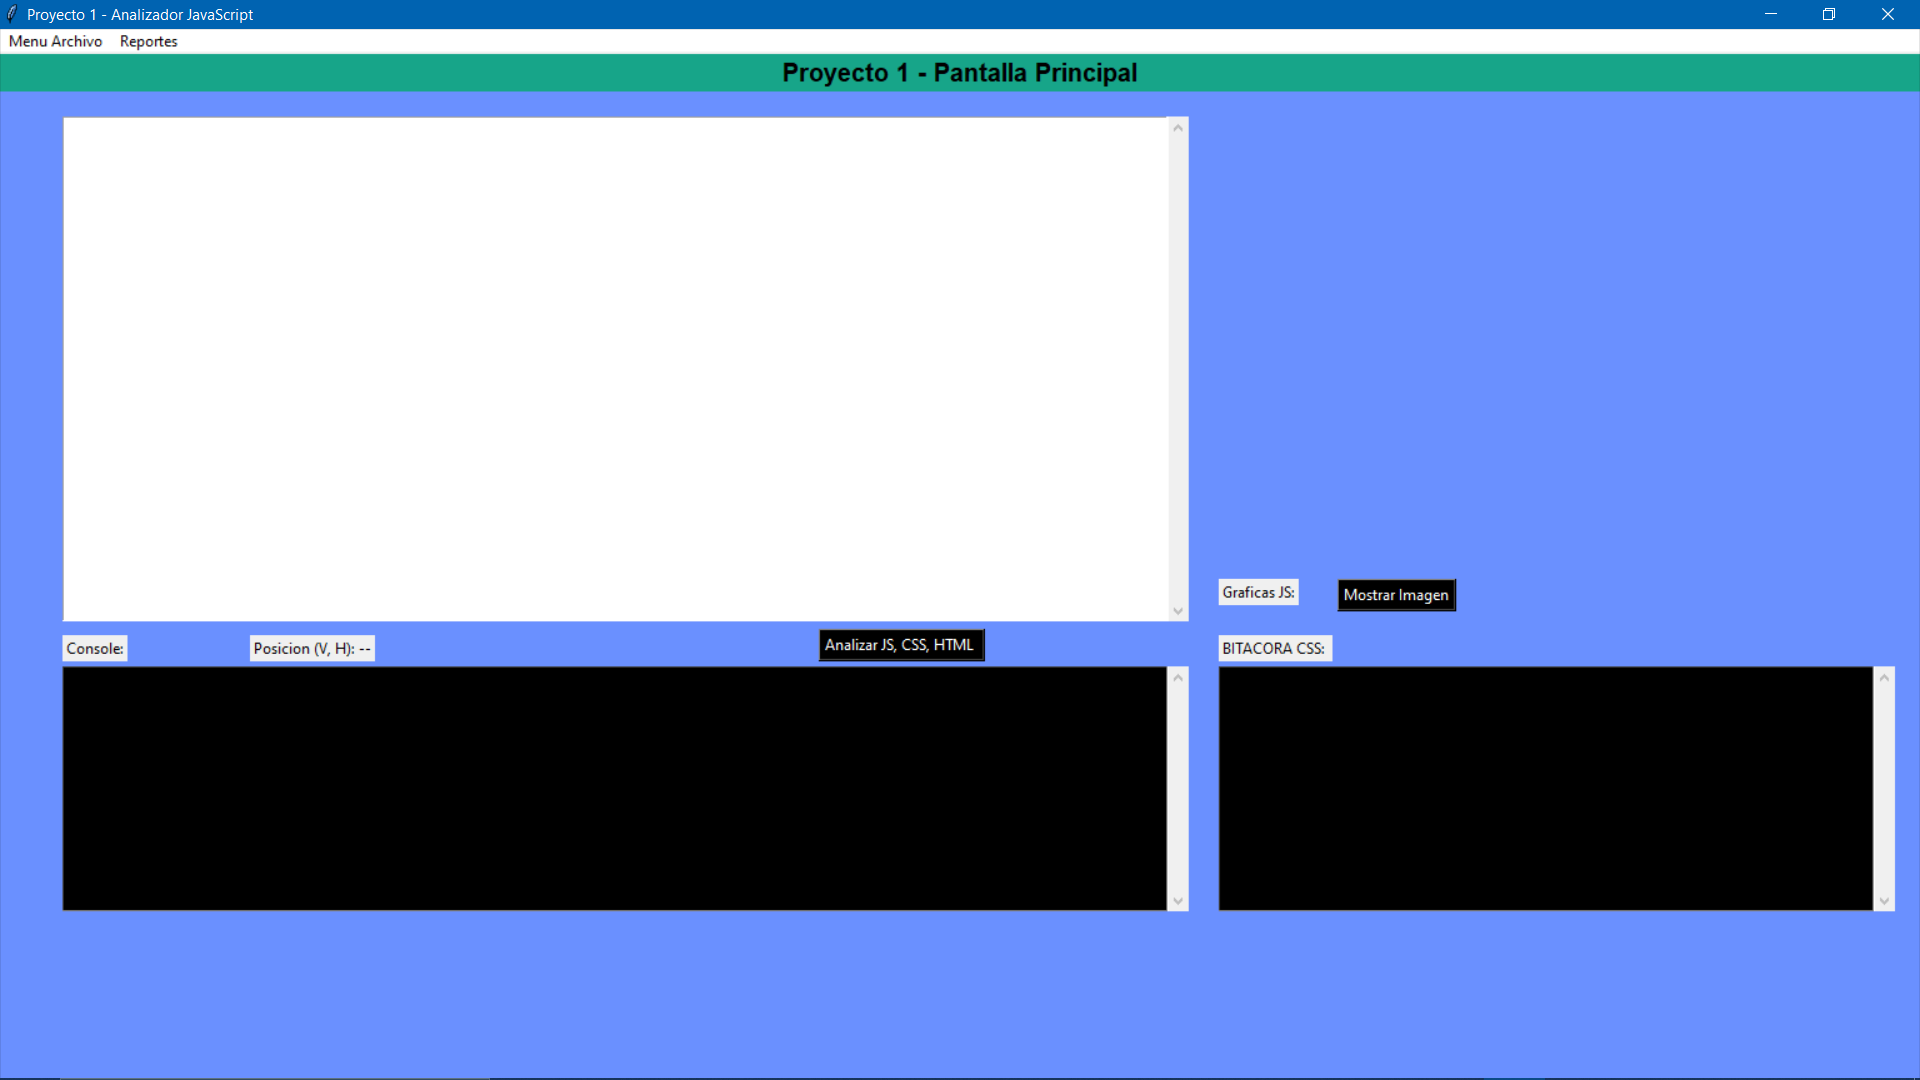 Proyecto 1 - Analizador JavaScript
Menu Archivo Reportes
Proyecto 1 - Pantalla Principal
Graficas JS: Mostrar Imagen
Console: Posicion (V, H): -- Analizar JS, CSS, HTML BITACORA CSS: